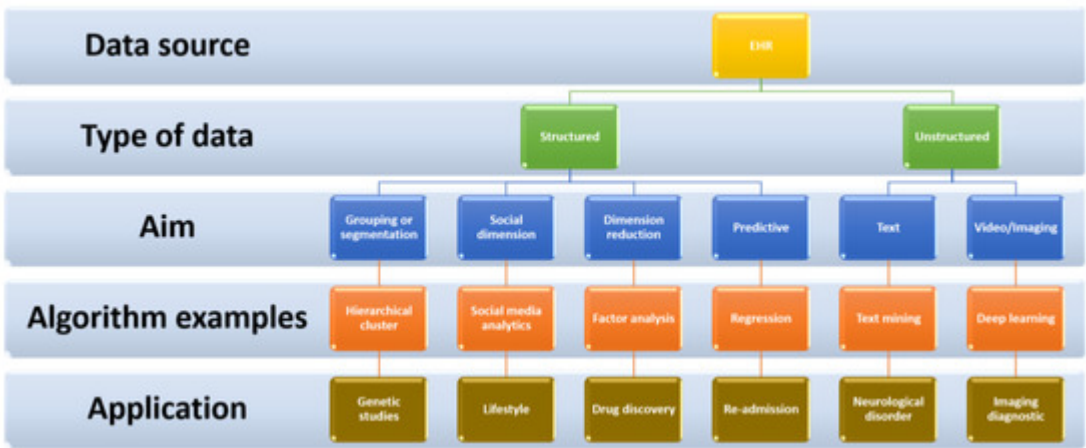 Data source
EHR
Type of data
Structured
Unstructured
Aim
Grouping or
segmentation
Social
dimension
Dimension
reduction
Predictive
Text
Video/Imaging
Algorithm examples
Hierarchical
cluster
Social media
analytics
Factor analysis
Regression
Text mining
Deep learning
Application
Genetic
studies
Lifestyle
Drug discovery
Re-admission
Neurological
disorder
Imaging
diagnostic